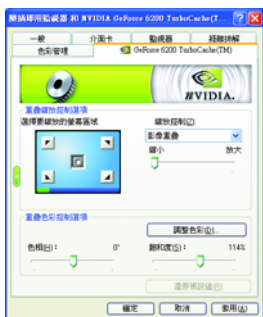 隨插即用監視器 和 NVIDIA GeForce 6200 TurboCache(T...
一般 介面卡 監視器 疑難排解
色彩管理 GeForce 6200 TurboCache(TM)
NVIDIA.
重疊縮放控制選項
選擇要縮放的螢幕區域
縮放控制(Z)
影像重疊
縮小 放大
重疊色彩控制選項
調整色彩(D)...
色相(H): 0°
飽和度(S): 114%
還原預設值(R)
確定 取消 套用(A)